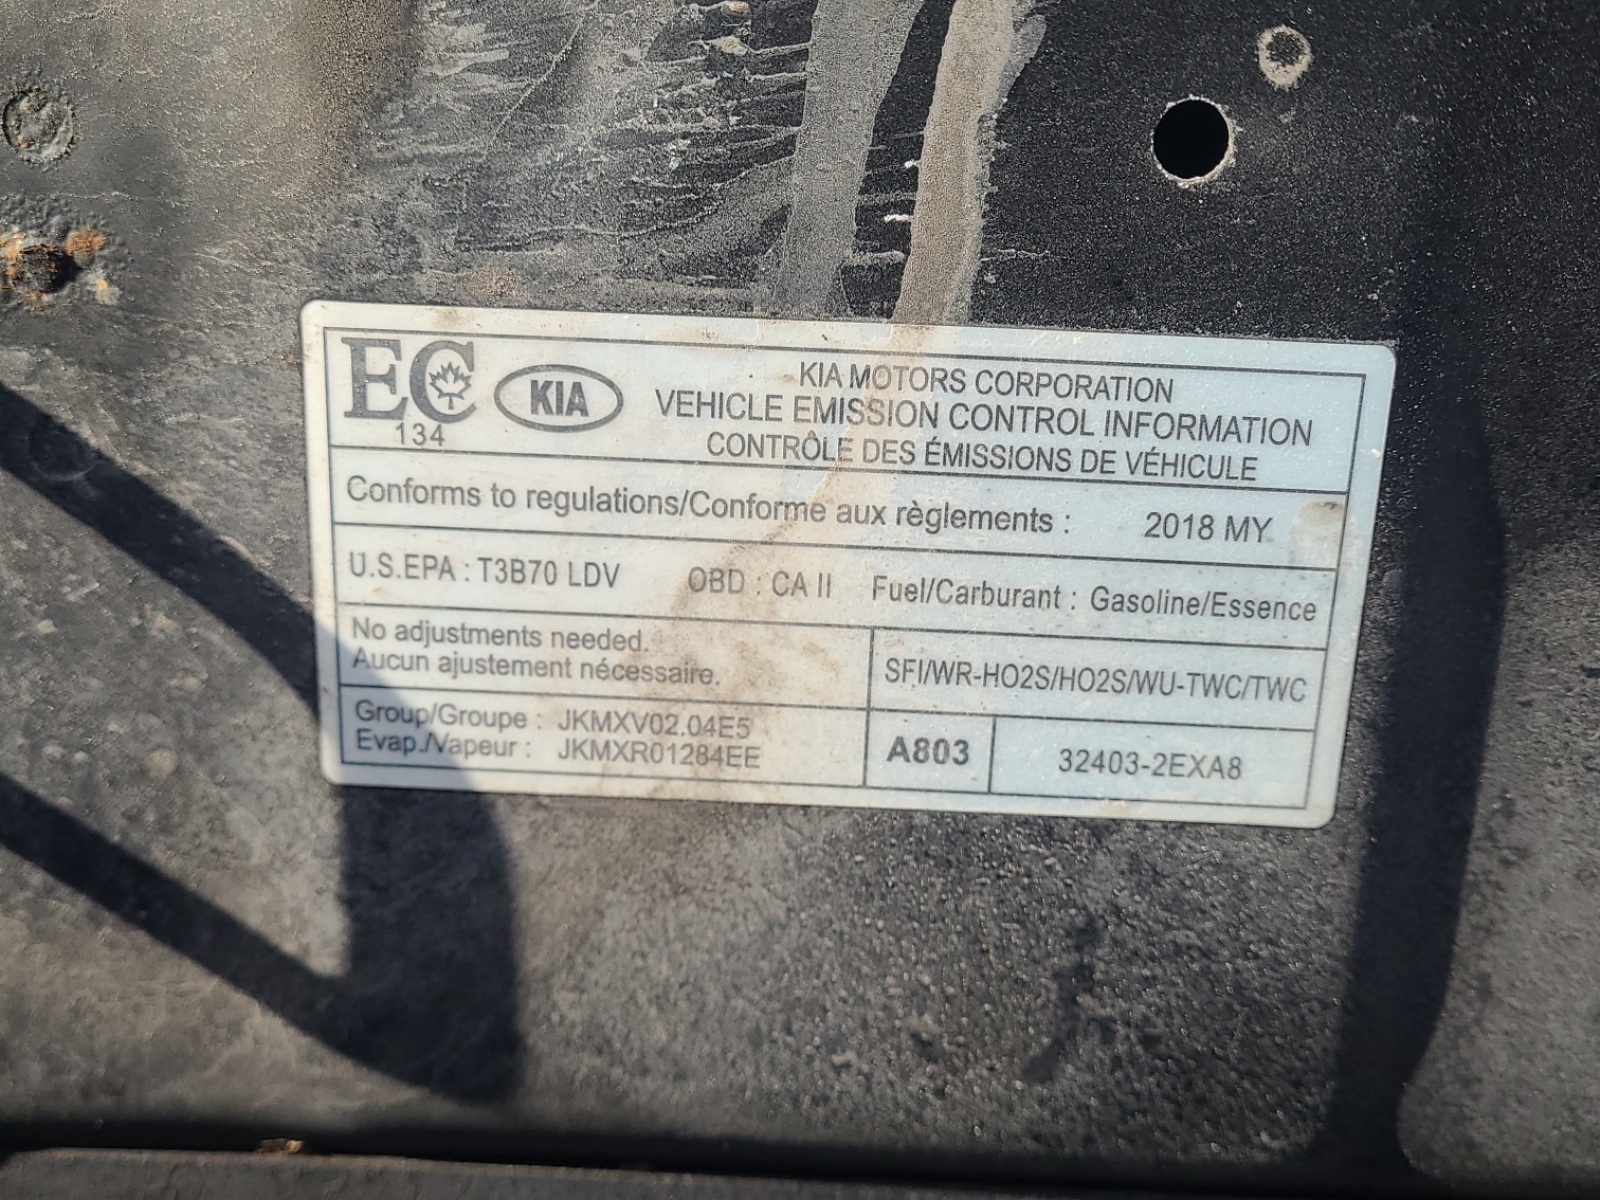 EC
134
KIA
KIA MOTORS CORPORATION
VEHICLE EMISSION CONTROL INFORMATION
CONTRÔLE DES ÉMISSIONS DE VÉHICULE
Conforms to regulations/Conforme aux règlements : 2018 MY
U.S.EPA : T3B70 LDV OBD : CA II Fuel/Carburant : Gasoline/Essence
No adjustments needed.
Aucun ajustement nécessaire.
SFI/WR-HO2S/HO2S/WU-TWC/TWC
Group/Groupe : JKMXV02.04E5
Evap./Vapeur : JKMXR01284EE
A803
32403-2EXA8